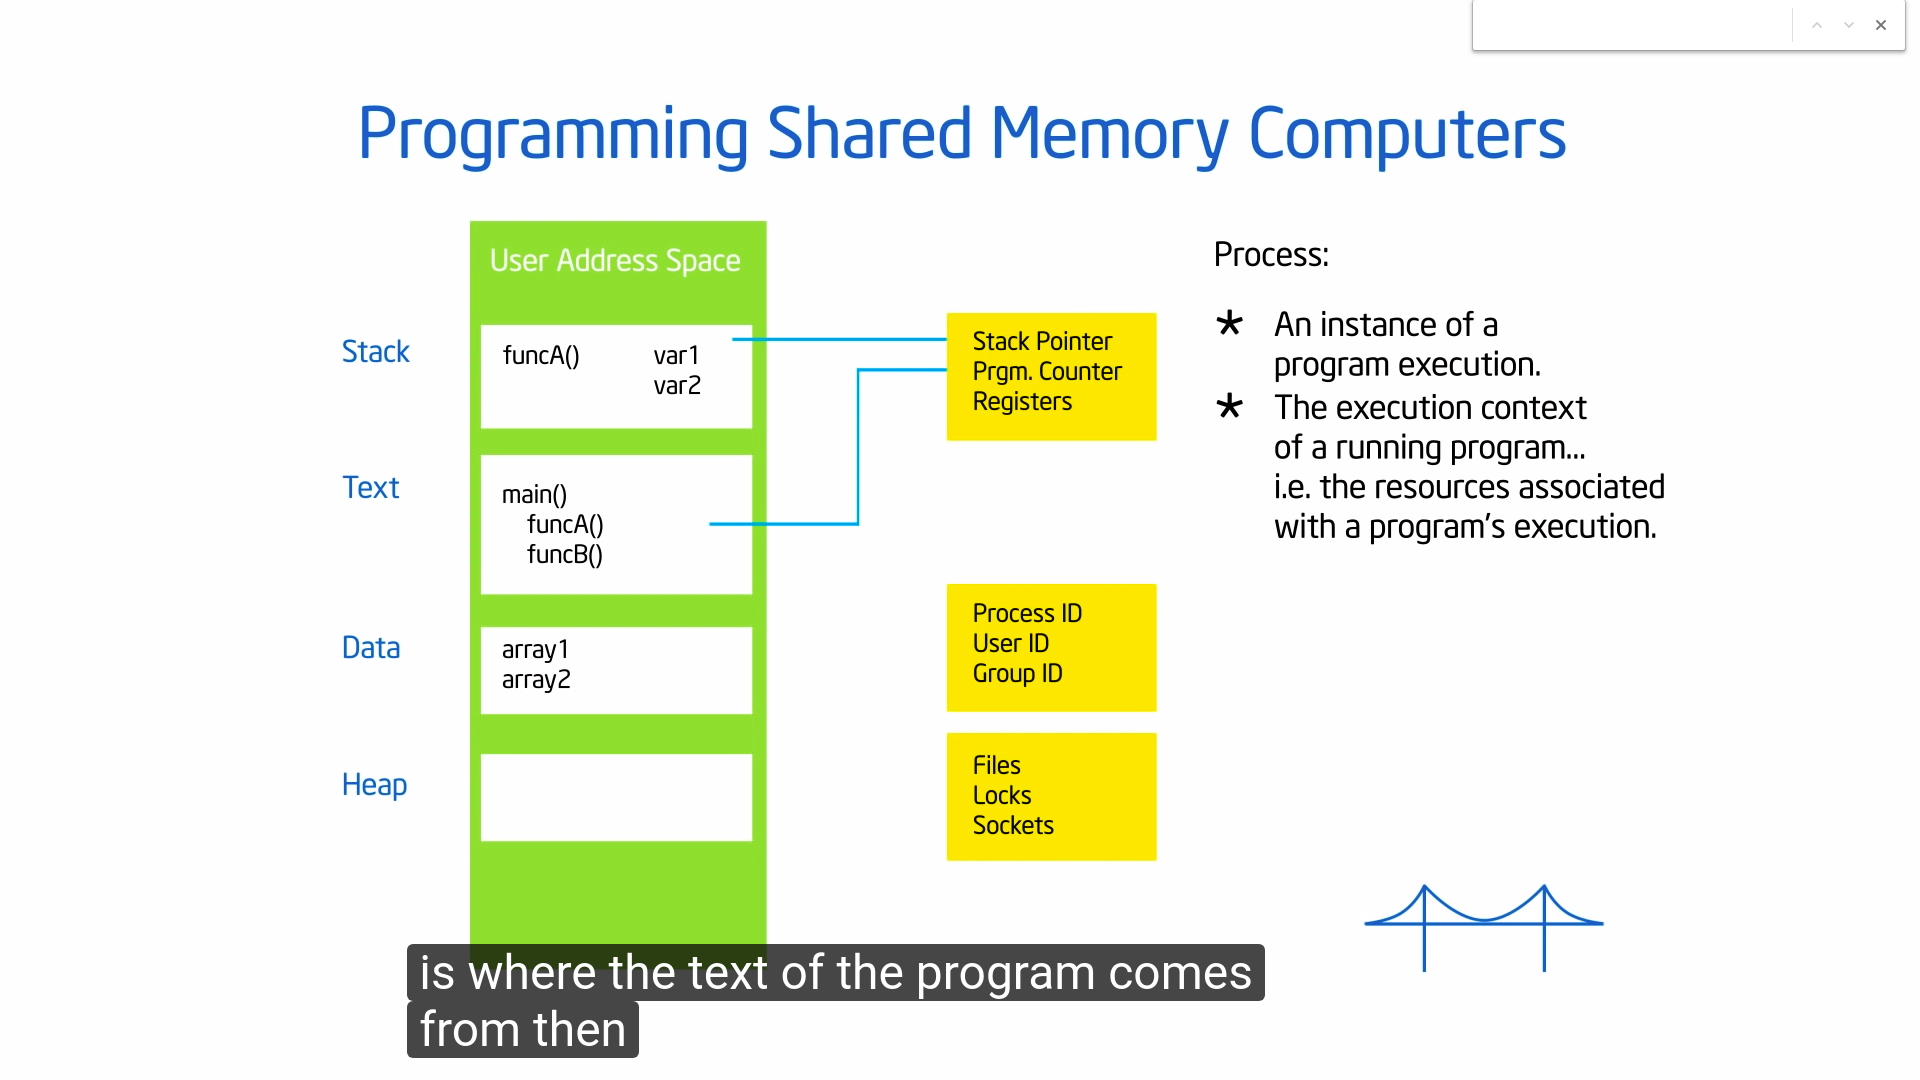 Programming Shared Memory Computers
User Address Space
Stack
funcA() var1
var2
Text
main()
funcA()
funcB()
Data
array1
array2
Heap
Stack Pointer
Prgm. Counter
Registers
Process ID
User ID
Group ID
Files
Locks
Sockets
Process:
* An instance of a
program execution.
* The execution context
of a running program...
i.e. the resources associated
with a program's execution.
is where the text of the program comes
from then